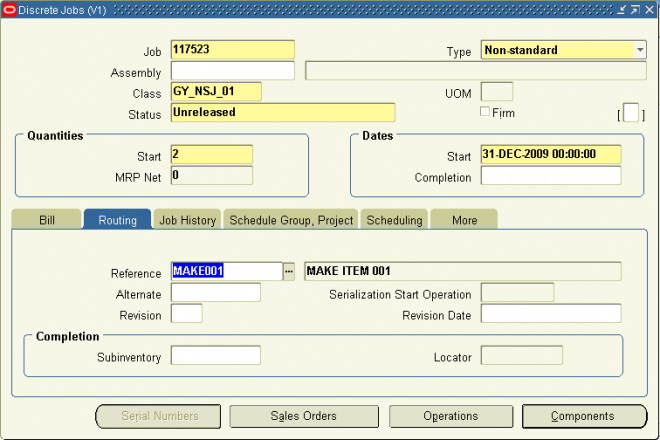 Discrete Jobs (V1)
Job 117523 Type Non-standard
Assembly
Class GY_NSJ_01 UOM
Status Unreleased Firm [ ]
Quantities Dates
Start 2 Start 31-DEC-2009 00:00:00
MRP Net 0 Completion
Bill Routing Job History Schedule Group, Project Scheduling More
Reference MAKE001 ... MAKE ITEM 001
Alternate Serialization Start Operation
Revision Revision Date
Completion
Subinventory Locator
Serial Numbers Sales Orders Operations Components